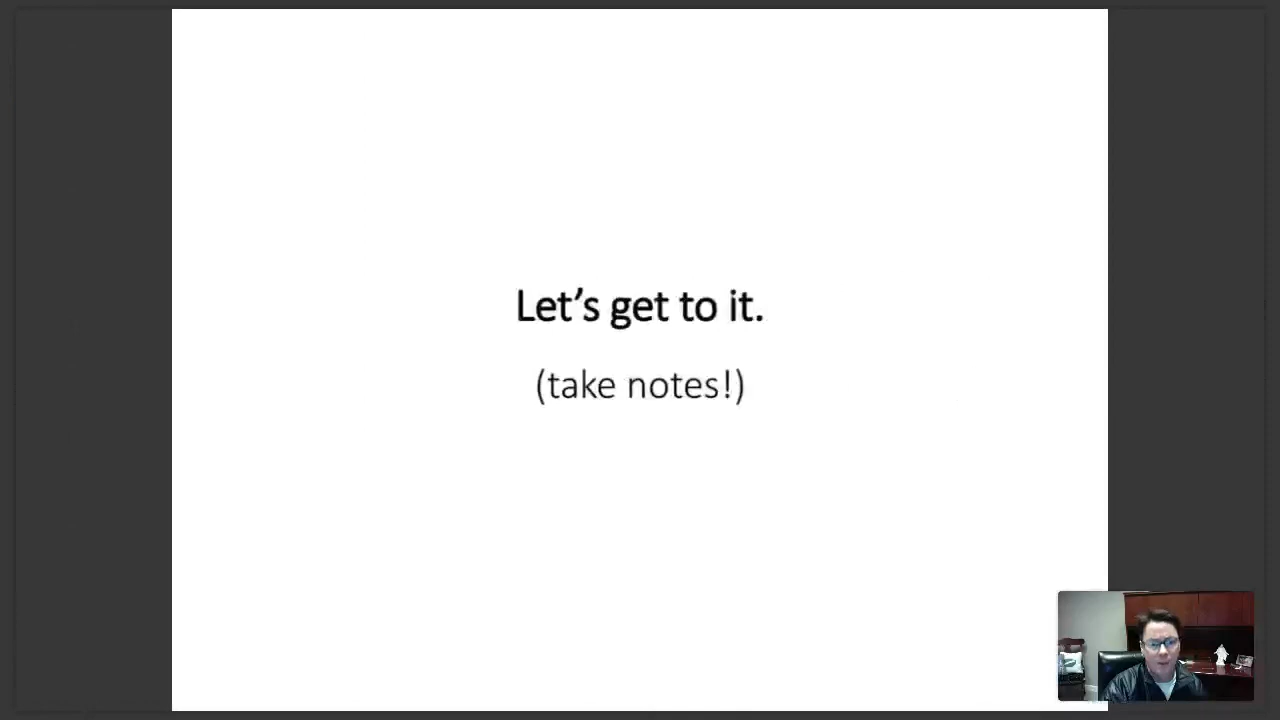 Let’s get to it.
(take notes!)